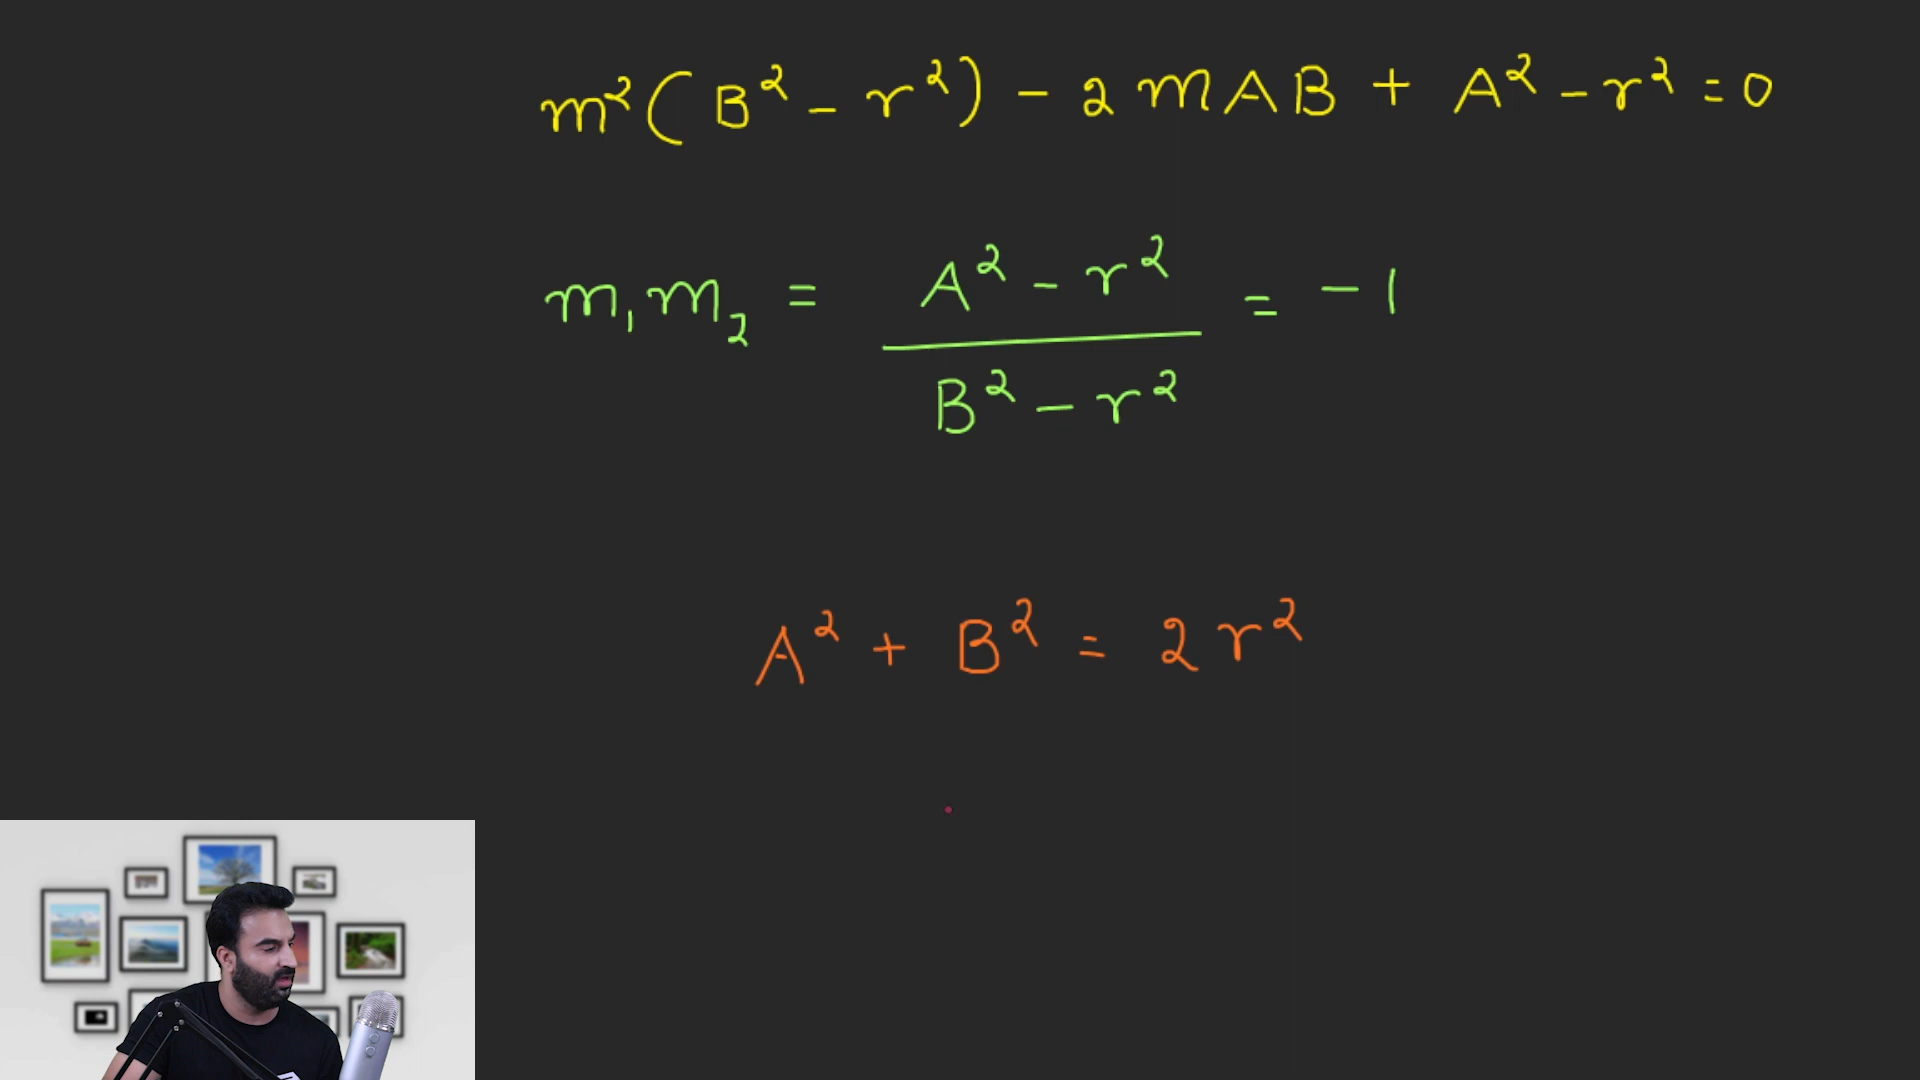 m²(B² - r²) - 2mAB + A² - r² = 0
m₁m₂ = (A² - r²)/(B² - r²) = -1
A² + B² = 2r²